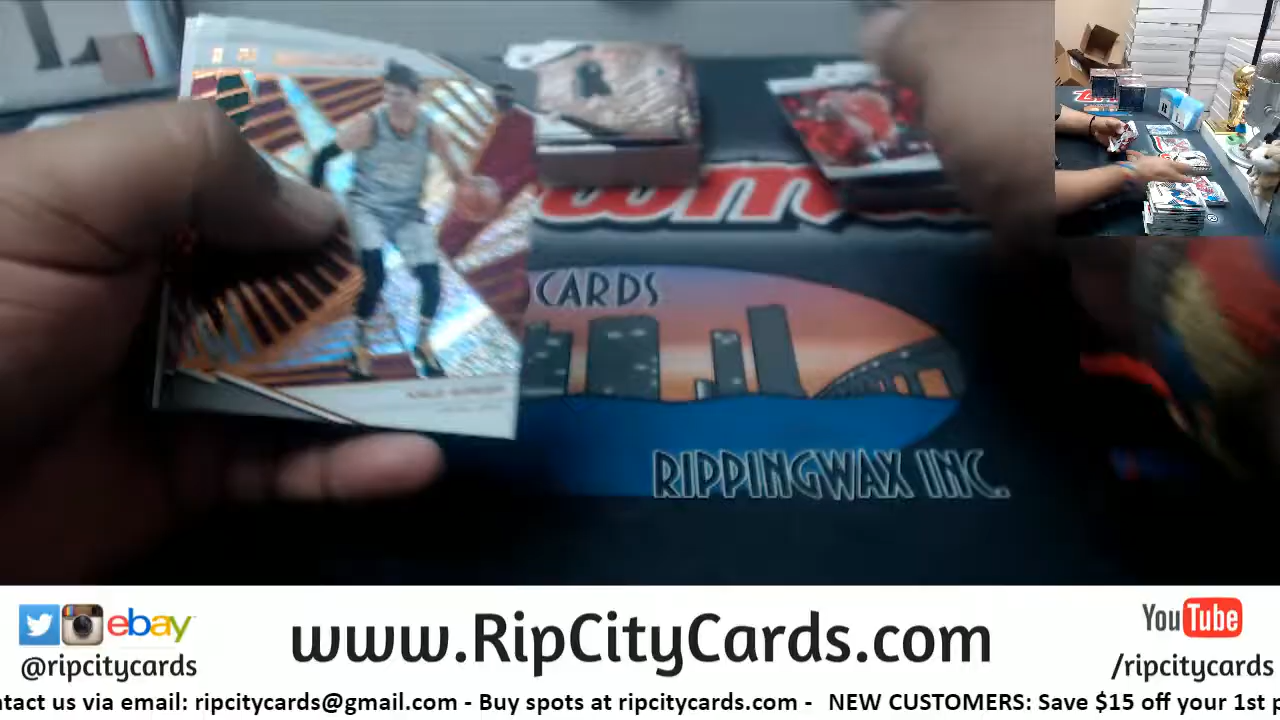 CARDS
RIPPINGWAX INC.
ebay
@ripcitycards
www.RipCityCards.com
YouTube
/ripcitycards
ntact us via email: ripcitycards@gmail.com - Buy spots at ripcitycards.com - NEW CUSTOMERS: Save $15 off your 1st p